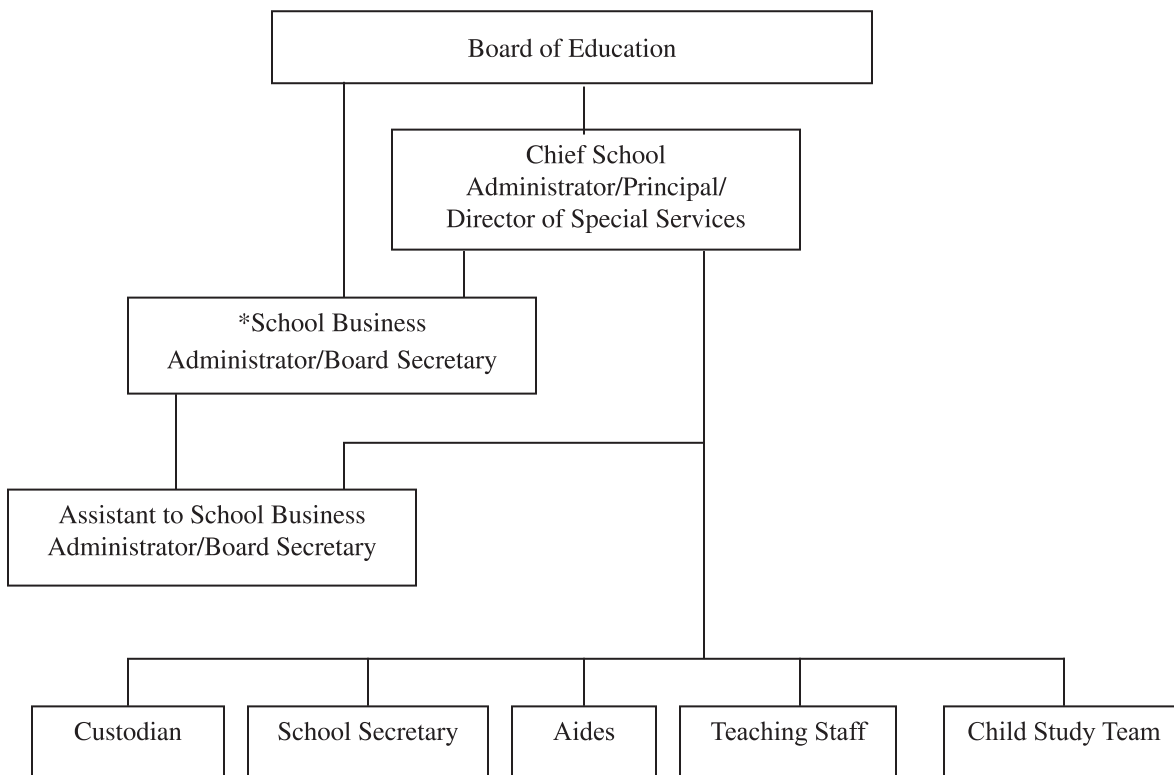 Board of Education
Chief School
Administrator/Principal/
Director of Special Services
*School Business
Administrator/Board Secretary
Assistant to School Business
Administrator/Board Secretary
Custodian
School Secretary
Aides
Teaching Staff
Child Study Team